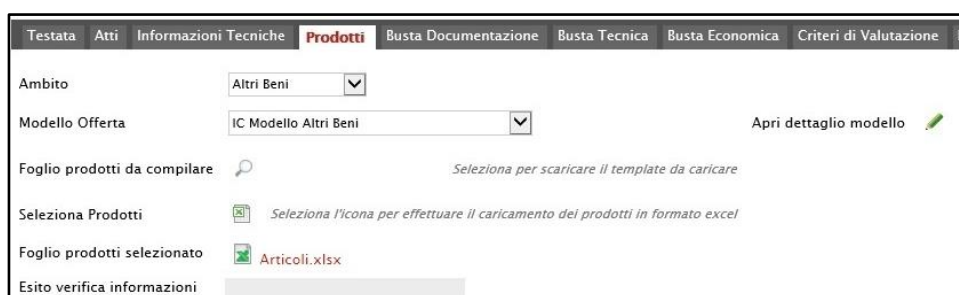 Testata Atti Informazioni Tecniche Prodotti Busta Documentazione Busta Tecnica Busta Economica Criteri di Valutazione
Ambito Altri Beni
Modello Offerta IC Modello Altri Beni Apri dettaglio modello
Foglio prodotti da compilare Seleziona per scaricare il template da caricare
Seleziona Prodotti Seleziona l'icona per effettuare il caricamento dei prodotti in formato excel
Foglio prodotti selezionato Articoli.xlsx
Esito verifica informazioni